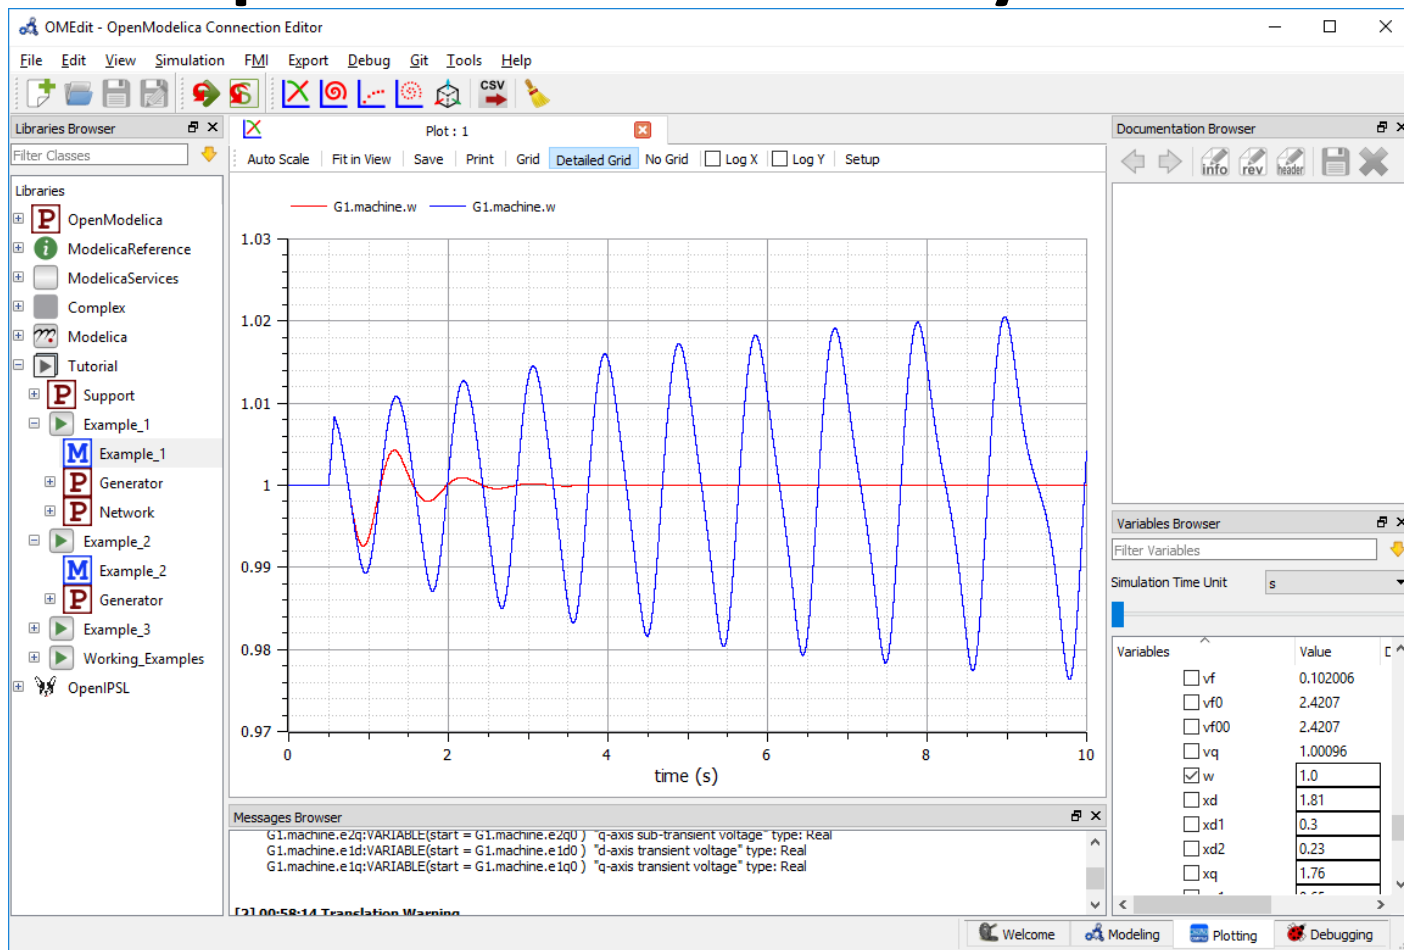 OMEdit - OpenModelica Connection Editor
File Edit View Simulation FMI Export Debug Git Tools Help
CSV
Libraries Browser
Filter Classes
Libraries
P OpenModelica
i ModelicaReference
ModelicaServices
Complex
Modelica
Tutorial
P Support
Example_1
M Example_1
P Generator
P Network
Example_2
M Example_2
P Generator
Example_3
Working_Examples
OpenIPSL
Plot : 1
Auto Scale Fit in View Save Print Grid Detailed Grid No Grid Log X Log Y Setup
G1.machine.w G1.machine.w
1.03
1.02
1.01
1
0.99
0.98
0.97
0 2 4 6 8 10
time (s)
Messages Browser
G1.machine.e2q:VARIABLE(start = G1.machine.e2q0 ) "q-axis sub-transient voltage" type: Real
G1.machine.e1d:VARIABLE(start = G1.machine.e1d0 ) "d-axis transient voltage" type: Real
G1.machine.e1q:VARIABLE(start = G1.machine.e1q0 ) "q-axis transient voltage" type: Real
[2] 00:58:14 Translation Warning
Documentation Browser
info rev header
Variables Browser
Filter Variables
Simulation Time Unit s
Variables Value
vf 0.102006
vf0 2.4207
vf00 2.4207
vq 1.00096
w 1.0
xd 1.81
xd1 0.3
xd2 0.23
xq 1.76
Welcome Modeling Plotting Debugging